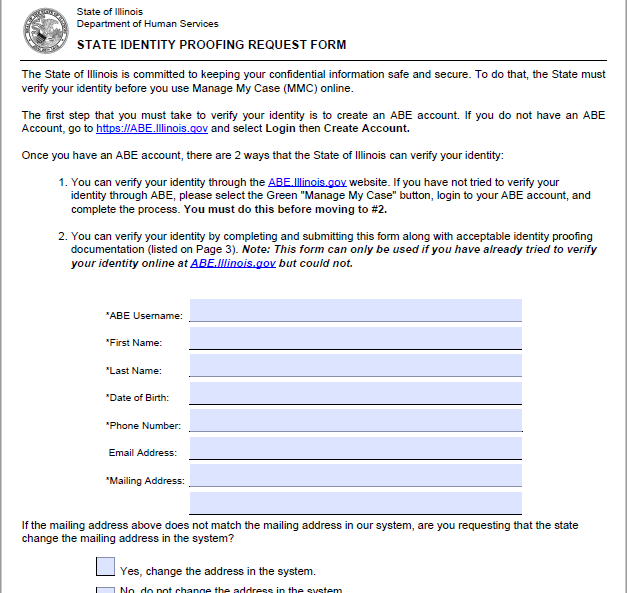 State of Illinois
Department of Human Services
STATE IDENTITY PROOFING REQUEST FORM
The State of Illinois is committed to keeping your confidential information safe and secure. To do that, the State must
verify your identity before you use Manage My Case (MMC) online.
The first step that you must take to verify your identity is to create an ABE account. If you do not have an ABE
Account, go to https://ABE.Illinois.gov and select Login then Create Account.
Once you have an ABE account, there are 2 ways that the State of Illinois can verify your identity:
1. You can verify your identity through the ABE.Illinois.gov website. If you have not tried to verify your
identity through ABE, please select the Green "Manage My Case" button, login to your ABE account, and
complete the process. You must do this before moving to #2.
2. You can verify your identity by completing and submitting this form along with acceptable identity proofing
documentation (listed on Page 3). Note: This form can only be used if you have already tried to verify
your identity online at ABE.Illinois.gov but could not.
*ABE Username:
*First Name:
*Last Name:
*Date of Birth:
*Phone Number:
Email Address:
*Mailing Address:
If the mailing address above does not match the mailing address in our system, are you requesting that the state
change the mailing address in the system?
Yes, change the address in the system.
No, do not change the address in the system